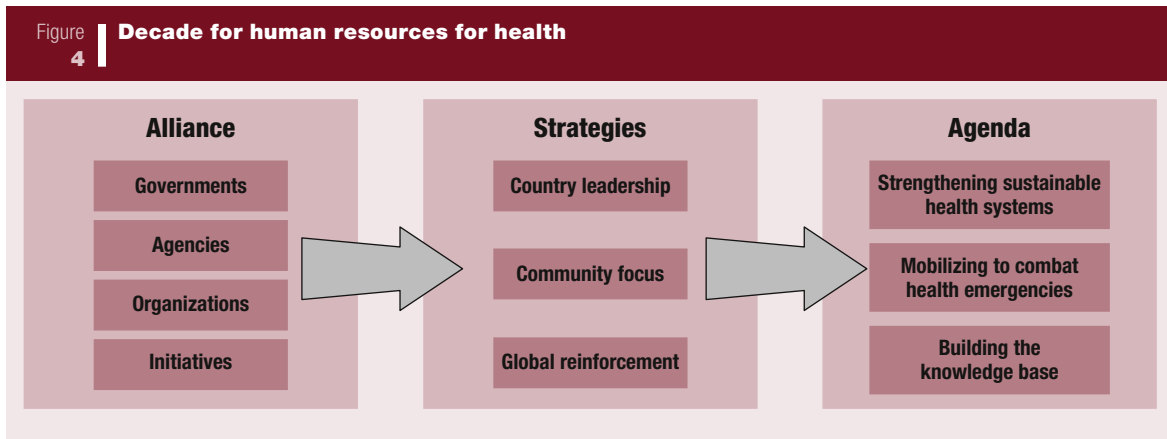 Figure
4
Decade for human resources for health
Alliance
Governments
Agencies
Organizations
Initiatives
Strategies
Country leadership
Community focus
Global reinforcement
Agenda
Strengthening sustainable
health systems
Mobilizing to combat
health emergencies
Building the
knowledge base